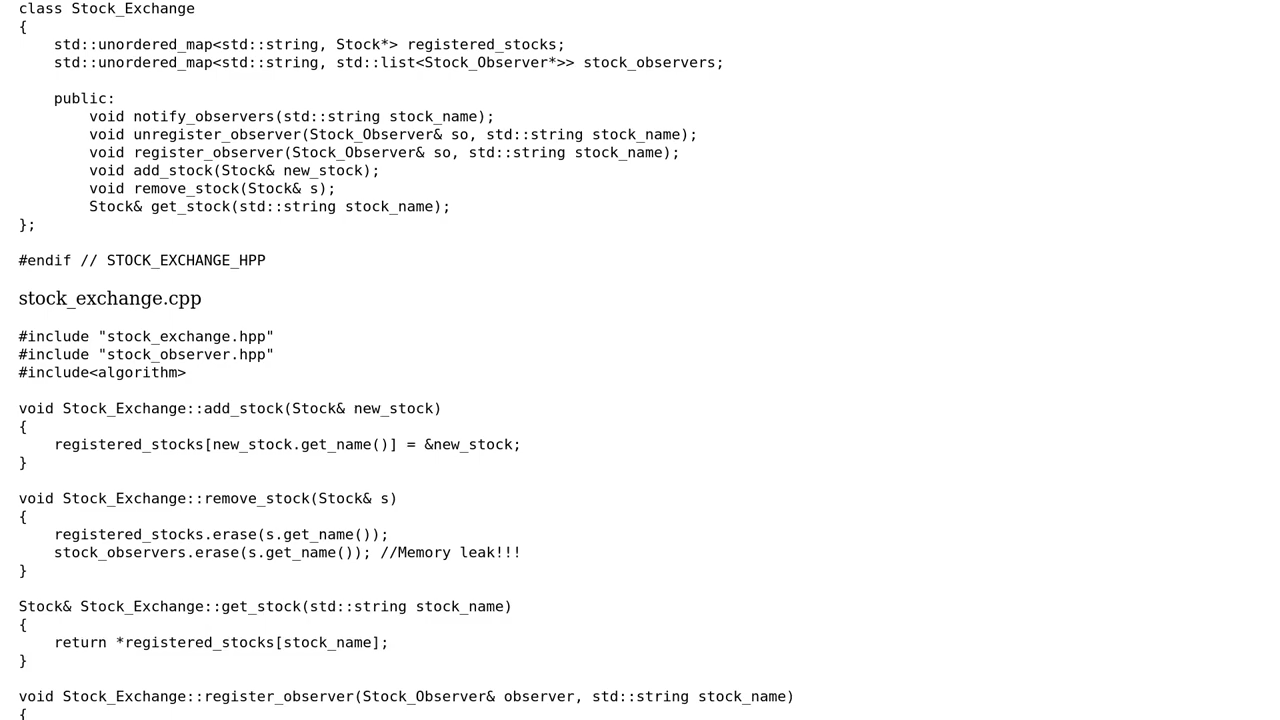 class Stock_Exchange
{
    std::unordered_map<std::string, Stock*> registered_stocks;
    std::unordered_map<std::string, std::list<Stock_Observer*>> stock_observers;

    public:
        void notify_observers(std::string stock_name);
        void unregister_observer(Stock_Observer& so, std::string stock_name);
        void register_observer(Stock_Observer& so, std::string stock_name);
        void add_stock(Stock& new_stock);
        void remove_stock(Stock& s);
        Stock& get_stock(std::string stock_name);
};

#endif // STOCK_EXCHANGE_HPP

stock_exchange.cpp

#include "stock_exchange.hpp"
#include "stock_observer.hpp"
#include<algorithm>

void Stock_Exchange::add_stock(Stock& new_stock)
{
    registered_stocks[new_stock.get_name()] = &new_stock;
}

void Stock_Exchange::remove_stock(Stock& s)
{
    registered_stocks.erase(s.get_name());
    stock_observers.erase(s.get_name()); //Memory leak!!!
}

Stock& Stock_Exchange::get_stock(std::string stock_name)
{
    return *registered_stocks[stock_name];
}

void Stock_Exchange::register_observer(Stock_Observer& observer, std::string stock_name)
{